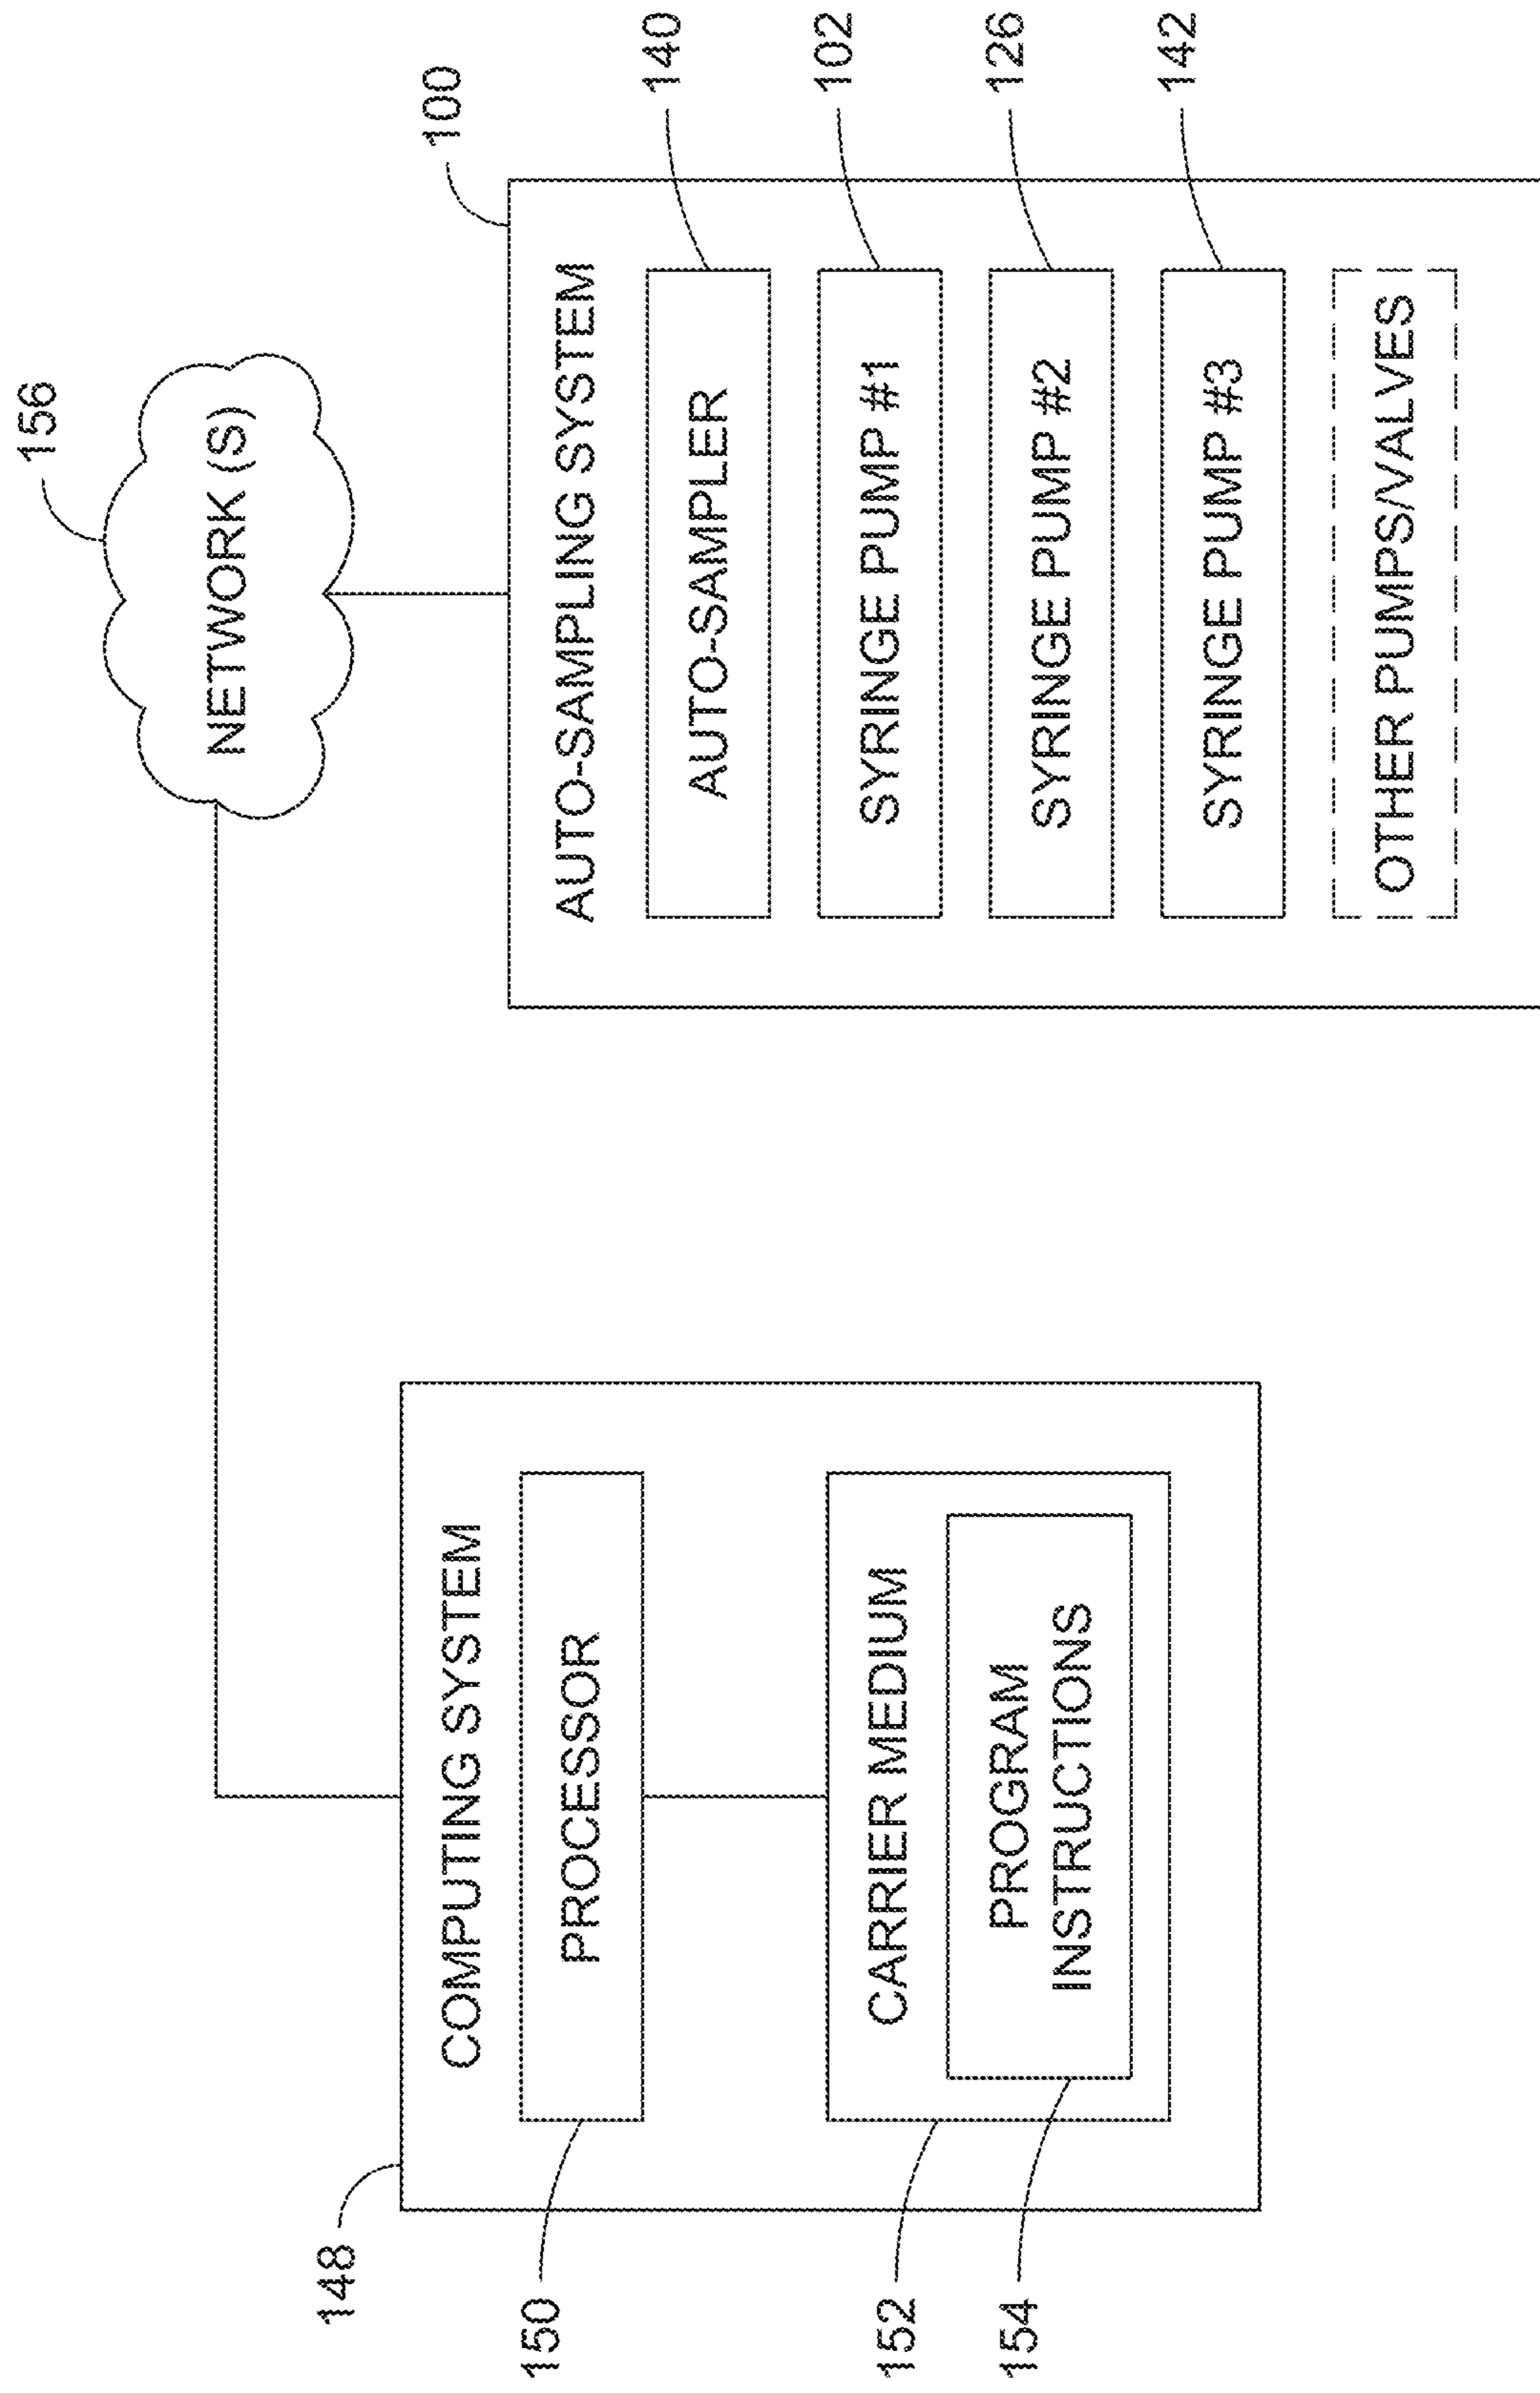 156
NETWORK (S)
148
COMPUTING SYSTEM
150
PROCESSOR
152
CARRIER MEDIUM
154
PROGRAM
INSTRUCTIONS
100
AUTO-SAMPLING SYSTEM
AUTO-SAMPLER
140
SYRINGE PUMP #1
102
SYRINGE PUMP #2
126
SYRINGE PUMP #3
142
OTHER PUMPS/VALVES